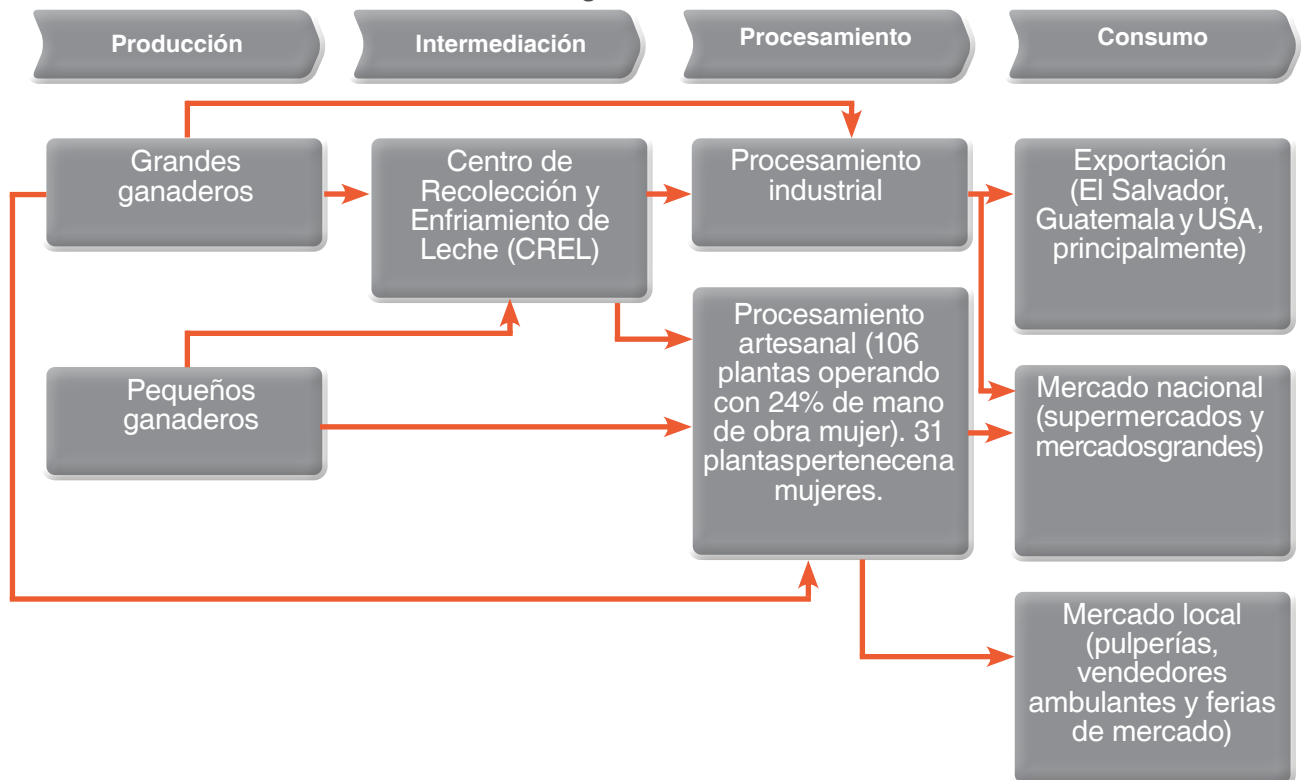 Producción
Intermediación
Procesamiento
Consumo
Grandes
ganaderos
Centro de
Recolección y
Enfriamiento de
Leche (CREL)
Procesamiento
industrial
Exportación
(El Salvador,
Guatemala y USA,
principalmente)
Pequeños
ganaderos
Procesamiento
artesanal (106
plantas operando
con 24% de mano
de obra mujer). 31
plantaspertenecena
mujeres.
Mercado nacional
(supermercados y
mercadosgrandes)
Mercado local
(pulperías,
vendedores
ambulantes y ferias
de mercado)